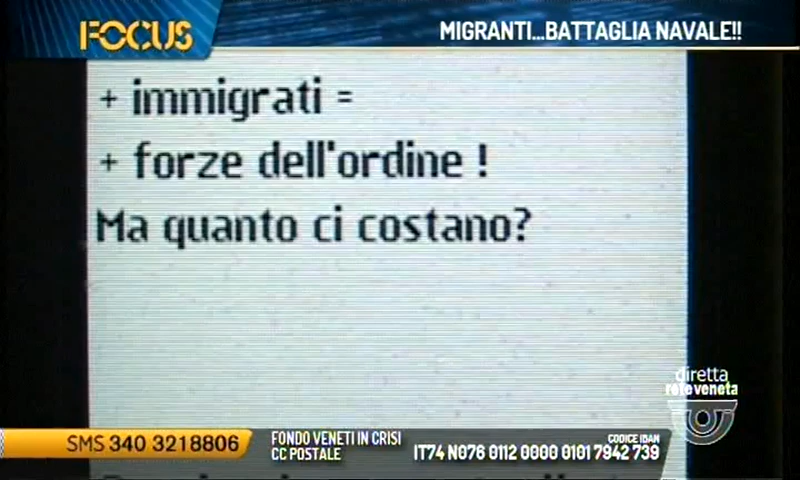 FOCUS
MIGRANTI...BATTAGLIA NAVALE!!
+ immigrati =
+ forze dell'ordine !
Ma quanto ci costano?
diretta
reteveneta
SMS 340 3218806
FONDO VENETI IN CRISI
CC POSTALE
CODICE IBAN
IT74 N076 0112 0000 0101 7942 739